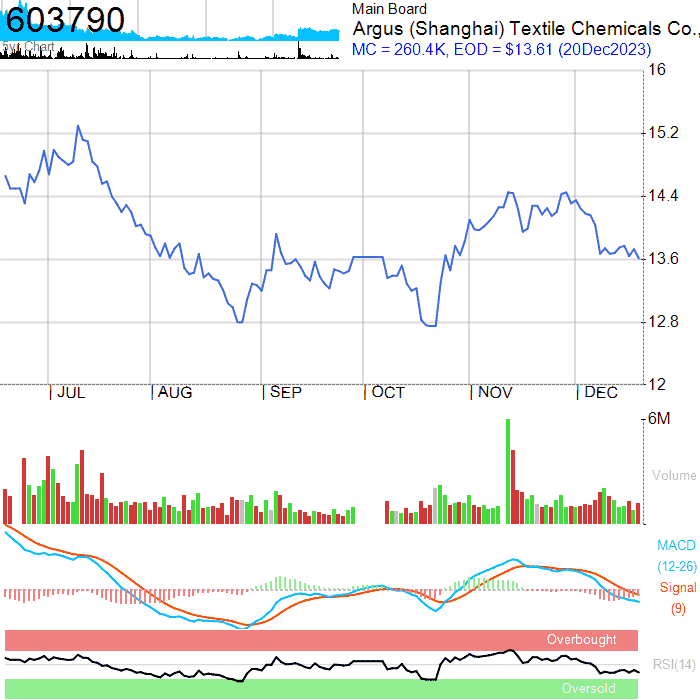 603790
5yr Chart
Main Board
Argus (Shanghai) Textile Chemicals Co.,
MC = 260.4K, EOD = $13.61 (20Dec2023)
16
15.2
14.4
13.6
12.8
12
JUL
AUG
SEP
OCT
NOV
DEC
6M
Volume
MACD
(12-26)
Signal
(9)
Overbought
RSI(14)
Oversold